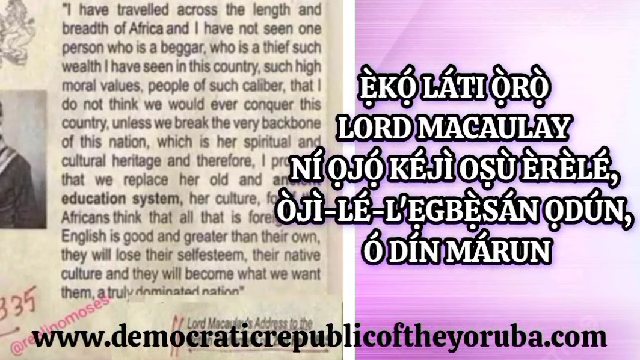 "I have travelled across the length and
breadth of Africa and I have not seen one
person who is a beggar, who is a thief such
wealth I have seen in this country, such high
moral values, people of such caliber, that I
do not think we would ever conquer this
country, unless we break the very backbone
of this nation, which is her spiritual and
cultural heritage and therefore, I
that we replace her old and
education system, her culture,
Africans think that all that is
English is good and greater than their own,
they will lose their selfesteem, their native
culture and they will become what we want
them, a truly dominated nation"
Lord Macaulay's Address to the
335
@
Ẹ̀KỌ́ LÁTI Ọ̀RỌ̀
LORD MACAULAY
NÍ ỌJỌ́ KÉJÌ OṢÙ ÈRÈLÉ,
ÒJÌ-LÉ-L'ẸGBẸ̀SÁN ỌDÚN,
Ó DÍN MÁRUN
www.democraticrepublicoftheyoruba.com